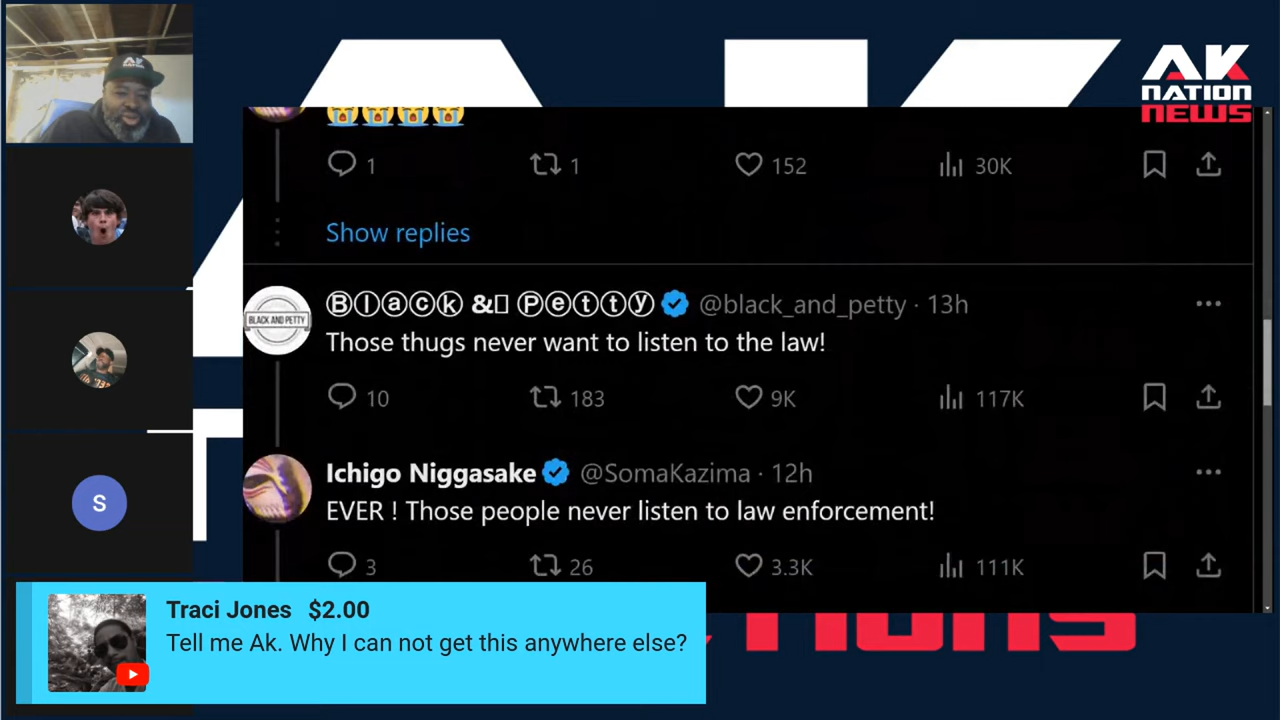 AK
NATION
NEWS
1 1 152 30K
Show replies
BLACK AND PETTY
Ⓑⓛⓐⓒⓚ & Ⓟⓔⓣⓣⓨ @black_and_petty · 13h
Those thugs never want to listen to the law!
10 183 9K 117K
Ichigo Niggasake @SomaKazima · 12h
EVER ! Those people never listen to law enforcement!
3 26 3.3K 111K
S
Traci Jones $2.00
Tell me Ak. Why I can not get this anywhere else?